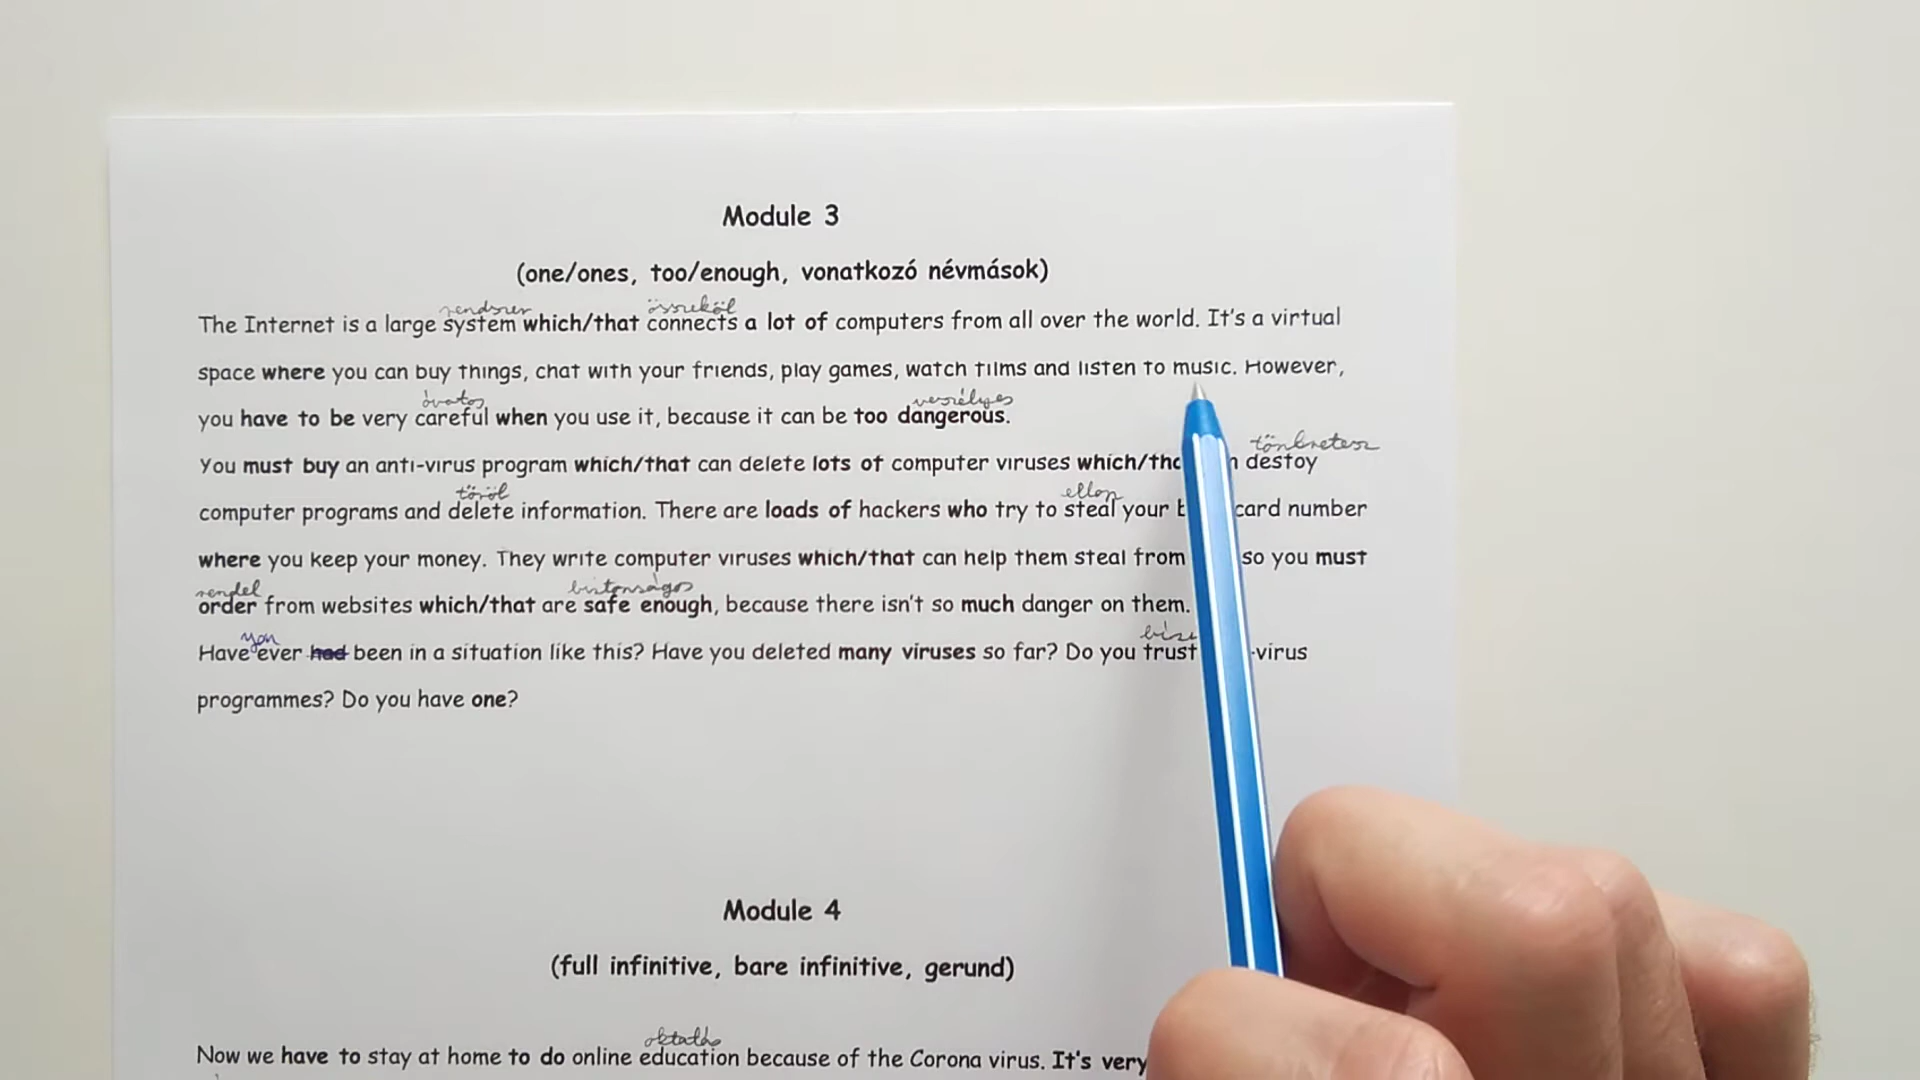 Module 3
(one/ones, too/enough, vonatkozó névmások)
rendszer összeköt
The Internet is a large system which/that connects a lot of computers from all over the world. It's a virtual
space where you can buy things, chat with your friends, play games, watch films and listen to music. However,
óvatos veszélyes
you have to be very careful when you use it, because it can be too dangerous.
tönkretesz
You must buy an anti-virus program which/that can delete lots of computer viruses which/tha destoy
töröl ellop
computer programs and delete information. There are loads of hackers who try to steal your card number
where you keep your money. They write computer viruses which/that can help them steal from so you must
rendel biztonságos
order from websites which/that are safe enough, because there isn't so much danger on them.
you
Have ever had been in a situation like this? Have you deleted many viruses so far? Do you trust -virus
programmes? Do you have one?
Module 4
(full infinitive, bare infinitive, gerund)
oktatás
Now we have to stay at home to do online education because of the Corona virus. It's very